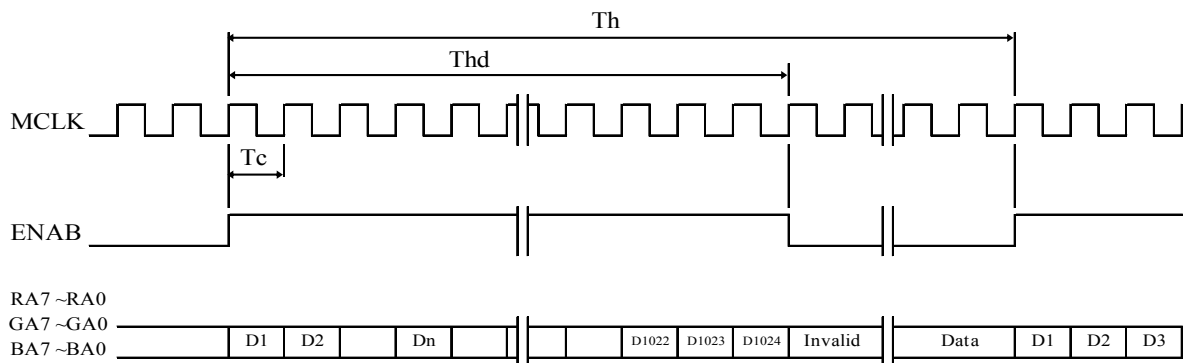 Th
Thd
MCLK
Tc
ENAB
RA7 ~RA0
GA7 ~GA0
BA7 ~BA0
D1 D2 Dn D1022 D1023 D1024 Invalid Data D1 D2 D3